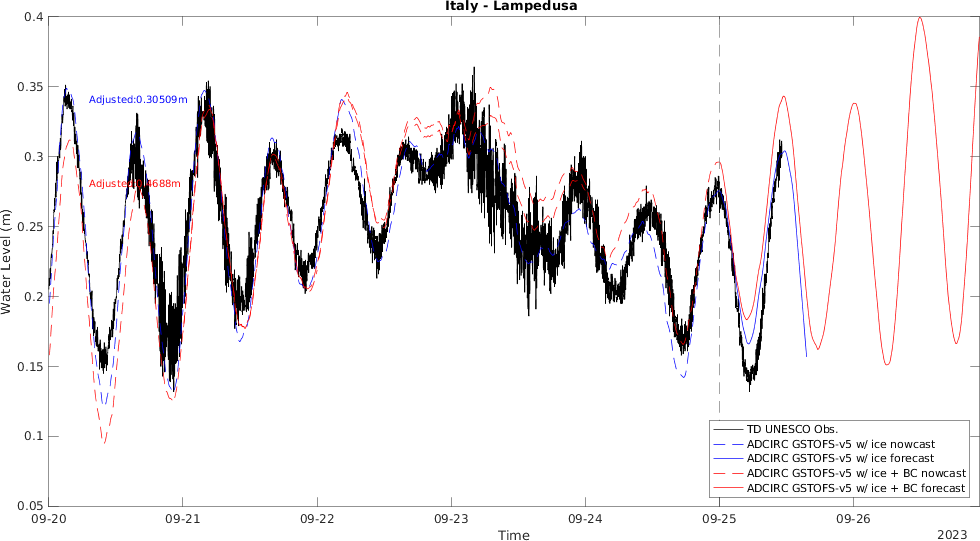 Italy - Lampedusa
0.4
0.35
0.3
0.25
0.2
0.15
0.1
0.05
Water Level (m)
Adjusted:0.30509m
Adjusted:0.4688m
TD UNESCO Obs.
ADCIRC GSTOFS-v5 w/ ice nowcast
ADCIRC GSTOFS-v5 w/ ice forecast
ADCIRC GSTOFS-v5 w/ ice + BC nowcast
ADCIRC GSTOFS-v5 w/ ice + BC forecast
09-20 09-21 09-22 09-23 09-24 09-25 09-26
Time
2023